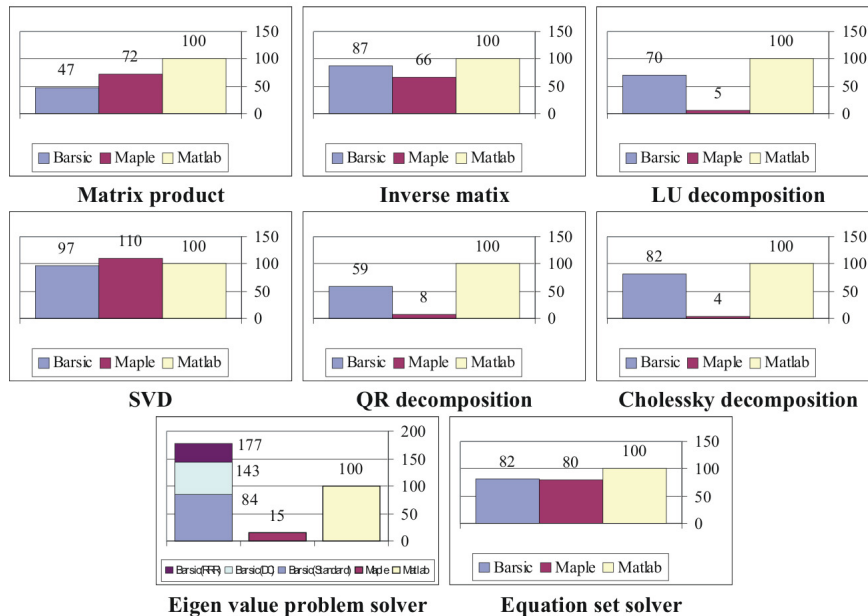 47 72 100
150
100
50
0
Barsic Maple Matlab
Matrix product
87 66 100
150
100
50
0
Barsic Maple Matlab
Inverse matix
70 5 100
150
100
50
0
Barsic Maple Matlab
LU decomposition
97 110 100
150
100
50
0
Barsic Maple Matlab
SVD
59 8 100
150
100
50
0
Barsic Maple Matlab
QR decomposition
82 4 100
150
100
50
0
Barsic Maple Matlab
Cholessky decomposition
177
143
84
15
100
200
150
100
50
0
Barsic(RRR) Barsic(DC) Barsic(Standard) Maple Matlab
Eigen value problem solver
82 80 100
150
100
50
0
Barsic Maple Matlab
Equation set solver